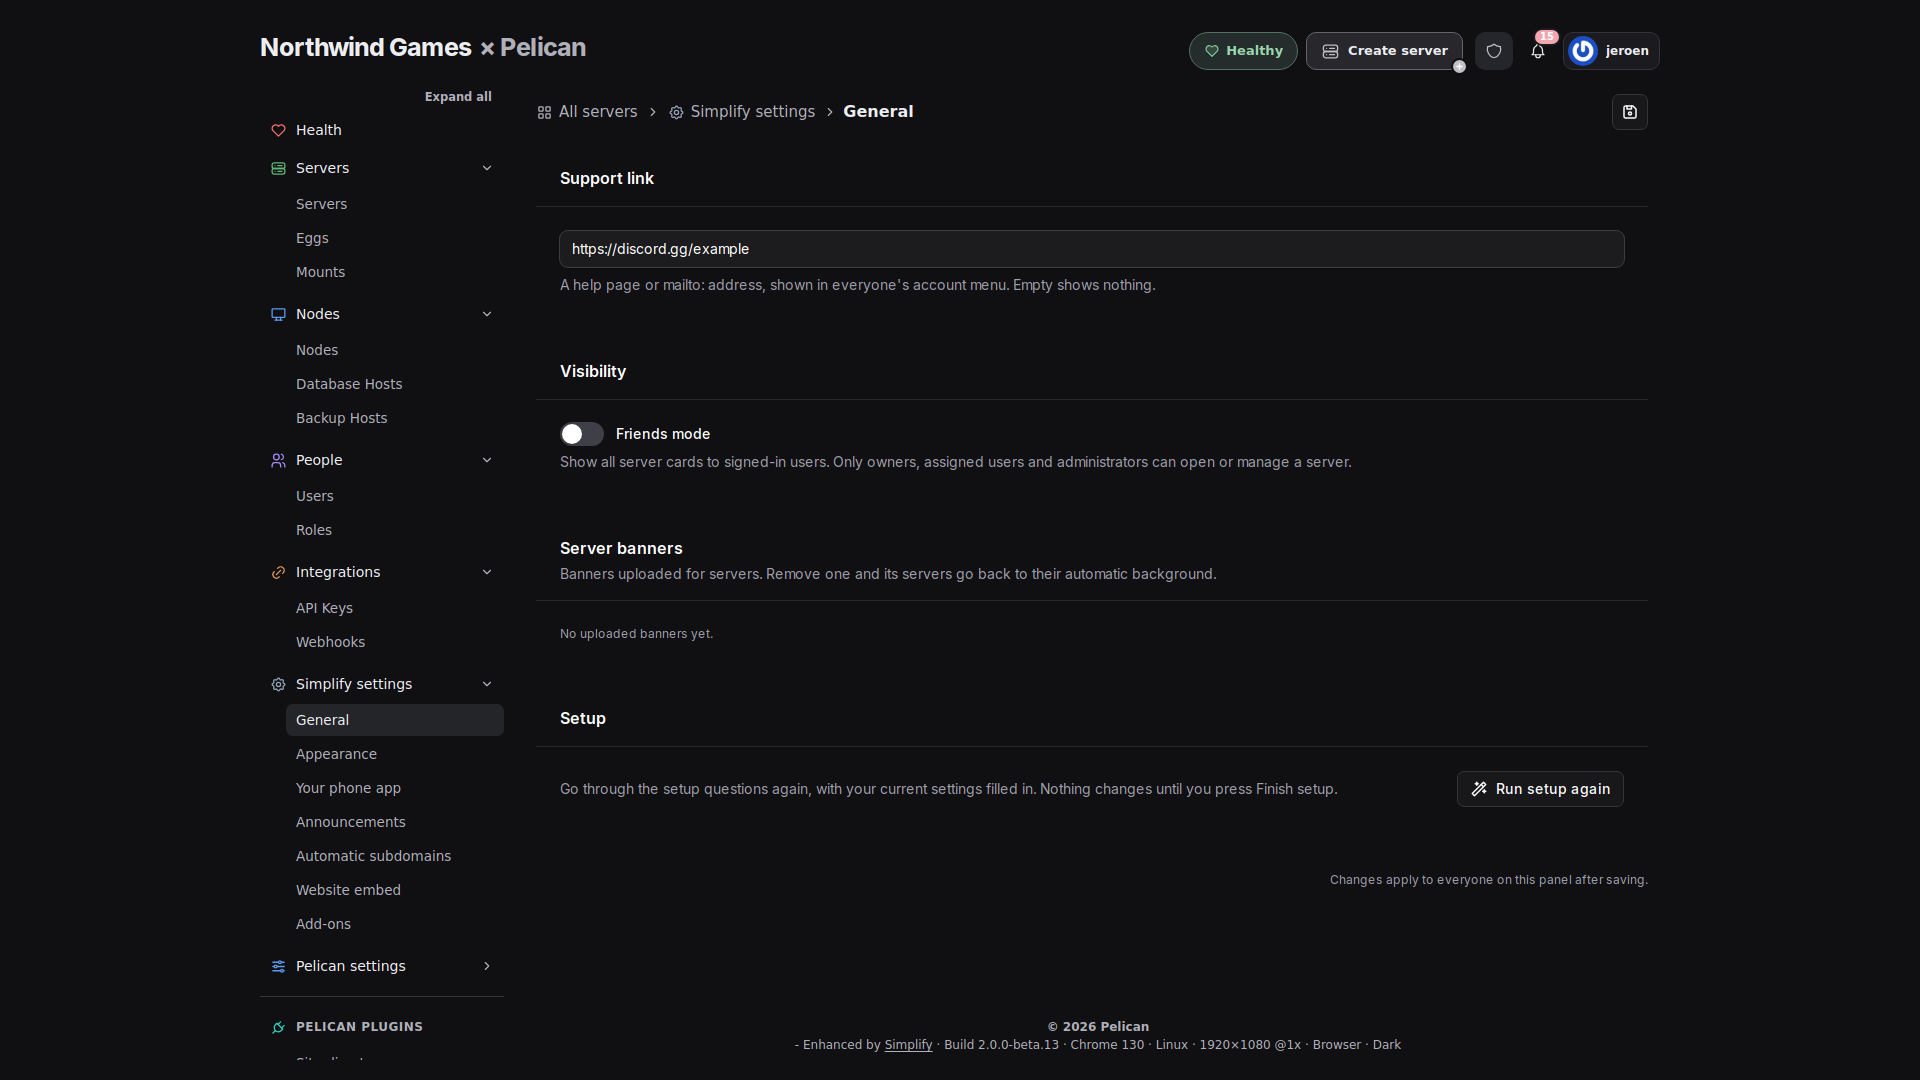 Northwind Games × Pelican
Healthy
Create server
15
jeroen
Expand all
Health
Servers
Servers
Eggs
Mounts
Nodes
Nodes
Database Hosts
Backup Hosts
People
Users
Roles
Integrations
API Keys
Webhooks
Simplify settings
General
Appearance
Your phone app
Announcements
Automatic subdomains
Website embed
Add-ons
Pelican settings
PELICAN PLUGINS
All servers > Simplify settings > General
Support link
https://discord.gg/example
A help page or mailto: address, shown in everyone's account menu. Empty shows nothing.
Visibility
Friends mode
Show all server cards to signed-in users. Only owners, assigned users and administrators can open or manage a server.
Server banners
Banners uploaded for servers. Remove one and its servers go back to their automatic background.
No uploaded banners yet.
Setup
Go through the setup questions again, with your current settings filled in. Nothing changes until you press Finish setup.
Run setup again
Changes apply to everyone on this panel after saving.
© 2026 Pelican
- Enhanced by Simplify · Build 2.0.0-beta.13 · Chrome 130 · Linux · 1920×1080 @1x · Browser · Dark